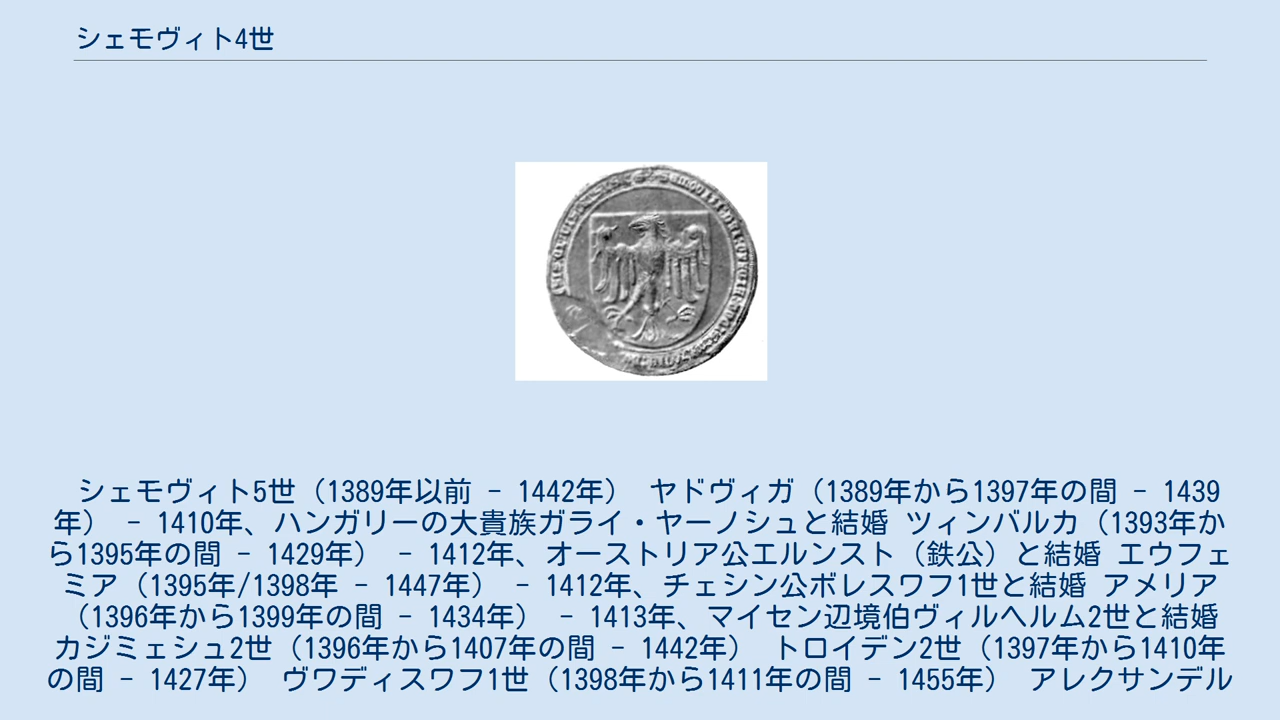 シェモヴィト4世
シェモヴィト5世（1389年以前 - 1442年） ヤドヴィガ（1389年から1397年の間 - 1439
年） - 1410年、ハンガリーの大貴族ガライ・ヤーノシュと結婚 ツィンバルカ（1393年か
ら1395年の間 - 1429年） - 1412年、オーストリア公エルンスト（鉄公）と結婚 エウフェ
ミア（1395年/1398年 - 1447年） - 1412年、チェシン公ボレスワフ1世と結婚 アメリア
（1396年から1399年の間 - 1434年） - 1413年、マイセン辺境伯ヴィルヘルム2世と結婚
カジミェシュ2世（1396年から1407年の間 - 1442年） トロイデン2世（1397年から1410年
の間 - 1427年） ヴワディスワフ1世（1398年から1411年の間 - 1455年） アレクサンデル